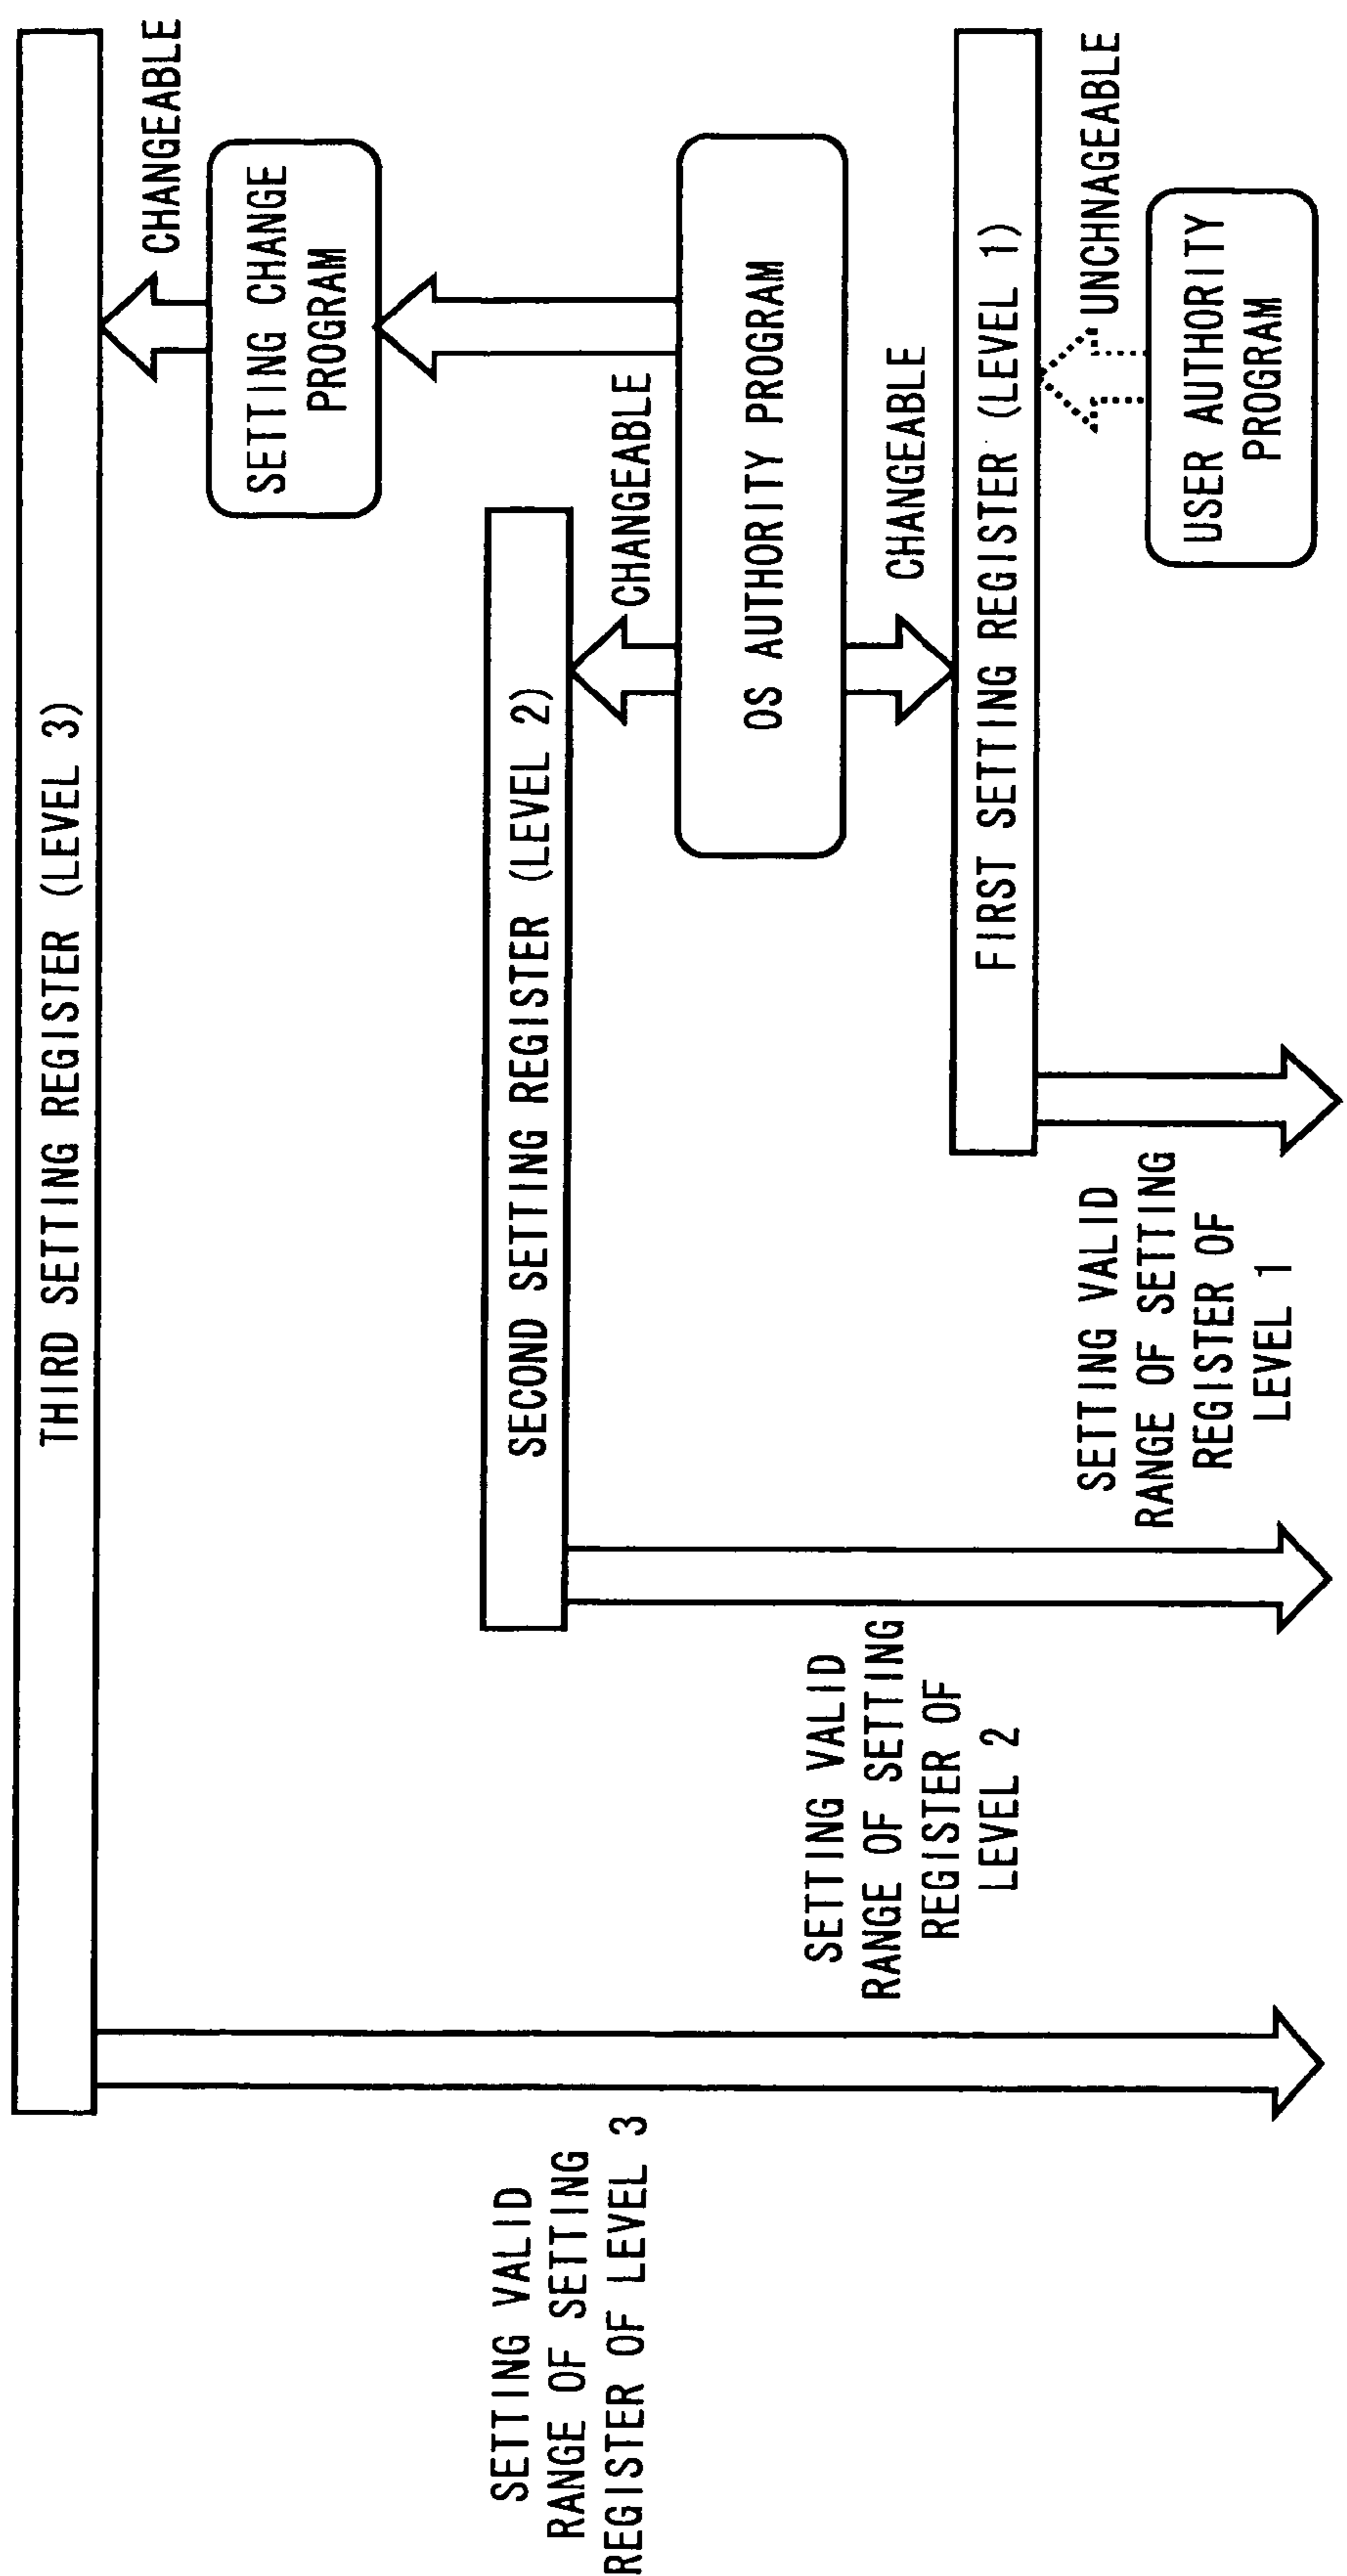 THIRD SETTING REGISTER (LEVEL 3)
CHANGEABLE
SETTING CHANGE
PROGRAM
SETTING VALID
RANGE OF SETTING
REGISTER OF LEVEL 3
SECOND SETTING REGISTER (LEVEL 2)
CHANGEABLE
OS AUTHORITY PROGRAM
SETTING VALID
RANGE OF SETTING
REGISTER OF
LEVEL 2
CHANGEABLE
FIRST SETTING REGISTER (LEVEL 1)
UNCHNAGEABLE
SETTING VALID
RANGE OF SETTING
REGISTER OF
LEVEL 1
USER AUTHORITY
PROGRAM